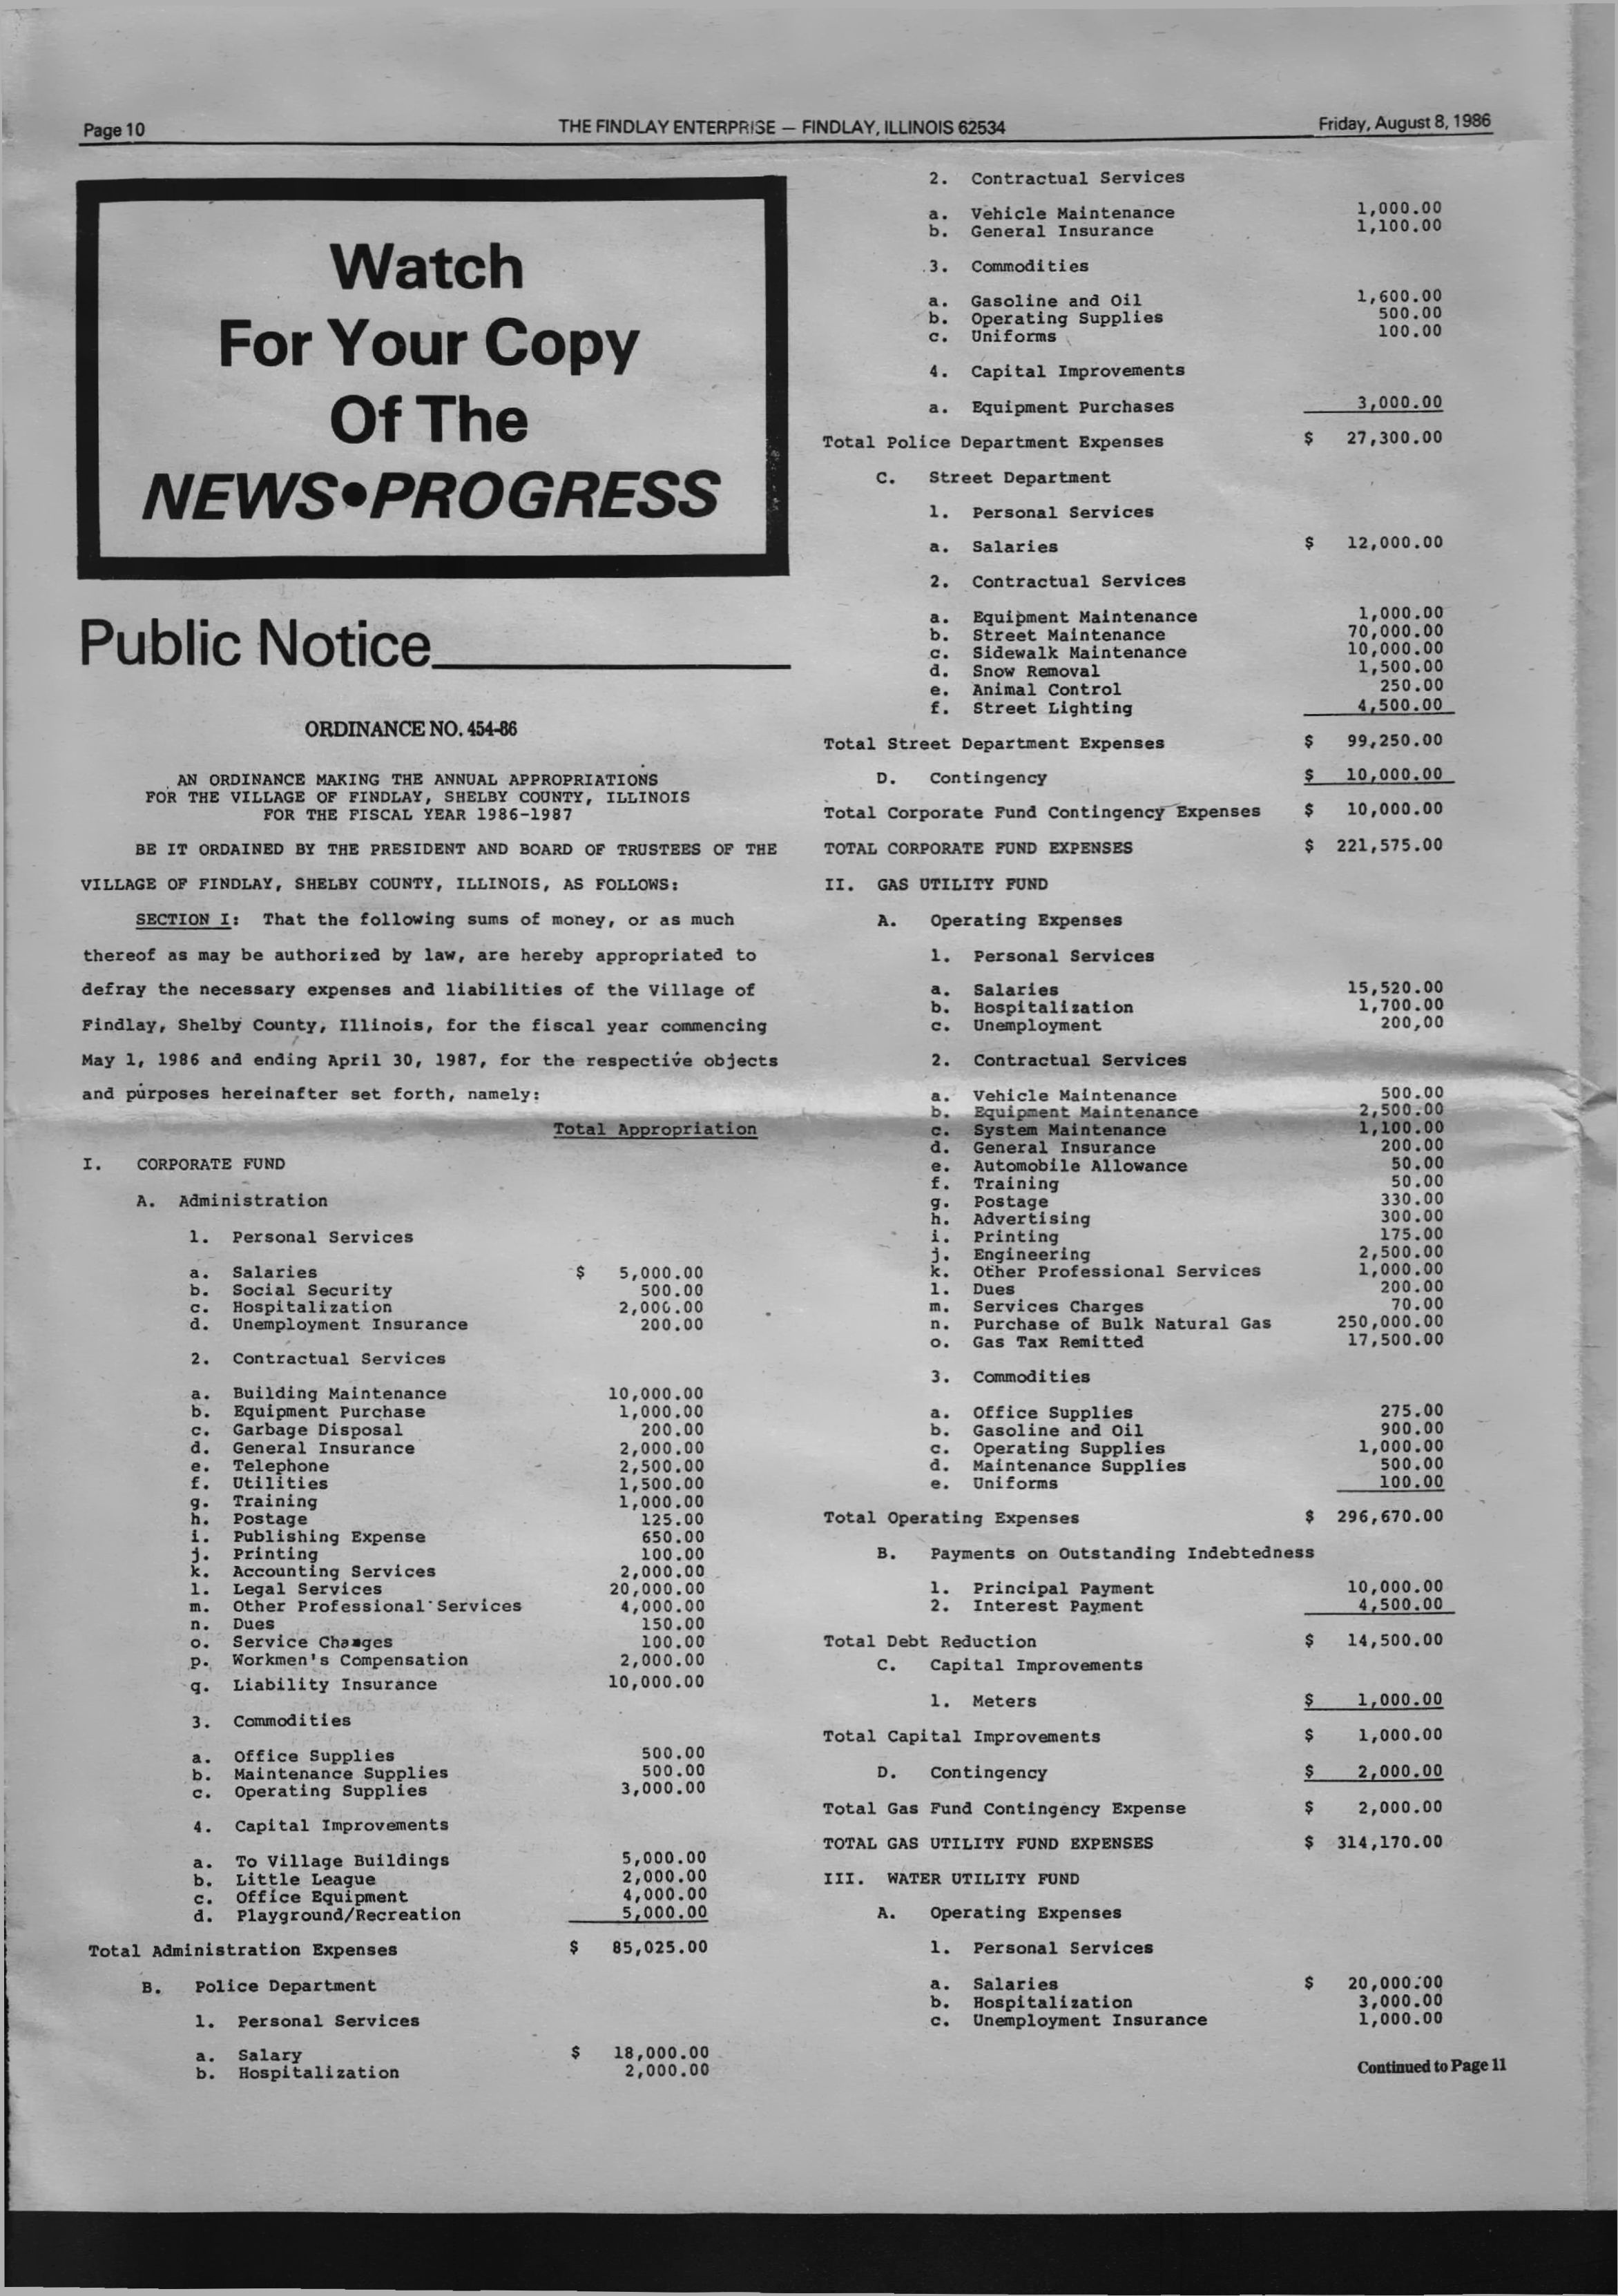 Page 10
THE FINDLAY ENTERPRISE — FINDLAY, ILLINOIS 62534
Friday, August 8, 1986
Watch
For Your Copy
Of The
NEWS•PROGRESS
Public Notice
ORDINANCE NO. 454-86
AN ORDINANCE MAKING THE ANNUAL APPROPRIATIONS
FOR THE VILLAGE OF FINDLAY, SHELBY COUNTY, ILLINOIS
FOR THE FISCAL YEAR 1986-1987
BE IT ORDAINED BY THE PRESIDENT AND BOARD OF TRUSTEES OF THE
VILLAGE OF FINDLAY, SHELBY COUNTY, ILLINOIS, AS FOLLOWS:
SECTION I: That the following sums of money, or as much
thereof as may be authorized by law, are hereby appropriated to
defray the necessary expenses and liabilities of the Village of
Findlay, Shelby County, Illinois, for the fiscal year commencing
May 1, 1986 and ending April 30, 1987, for the respective objects
and purposes hereinafter set forth, namely:
Total Appropriation
I. CORPORATE FUND
A. Administration
1. Personal Services
a. Salaries $ 5,000.00
b. Social Security 500.00
c. Hospitalization 2,000.00
d. Unemployment Insurance 200.00
2. Contractual Services
a. Building Maintenance 10,000.00
b. Equipment Purchase 1,000.00
c. Garbage Disposal 200.00
d. General Insurance 2,000.00
e. Telephone 2,500.00
f. Utilities 1,500.00
g. Training 1,000.00
h. Postage 125.00
i. Publishing Expense 650.00
j. Printing 100.00
k. Accounting Services 2,000.00
l. Legal Services 20,000.00
m. Other Professional Services 4,000.00
n. Dues 150.00
o. Service Charges 100.00
p. Workmen's Compensation 2,000.00
q. Liability Insurance 10,000.00
3. Commodities
a. Office Supplies 500.00
b. Maintenance Supplies 500.00
c. Operating Supplies 3,000.00
4. Capital Improvements
a. To Village Buildings 5,000.00
b. Little League 2,000.00
c. Office Equipment 4,000.00
d. Playground/Recreation 5,000.00
Total Administration Expenses $ 85,025.00
B. Police Department
1. Personal Services
a. Salary $ 18,000.00
b. Hospitalization 2,000.00
2. Contractual Services
a. Vehicle Maintenance 1,000.00
b. General Insurance 1,100.00
3. Commodities
a. Gasoline and Oil 1,600.00
b. Operating Supplies 500.00
c. Uniforms 100.00
4. Capital Improvements
a. Equipment Purchases 3,000.00
Total Police Department Expenses $ 27,300.00
C. Street Department
1. Personal Services
a. Salaries $ 12,000.00
2. Contractual Services
a. Equipment Maintenance 1,000.00
b. Street Maintenance 70,000.00
c. Sidewalk Maintenance 10,000.00
d. Snow Removal 1,500.00
e. Animal Control 250.00
f. Street Lighting 4,500.00
Total Street Department Expenses $ 99,250.00
D. Contingency $ 10,000.00
Total Corporate Fund Contingency Expenses $ 10,000.00
TOTAL CORPORATE FUND EXPENSES $ 221,575.00
II. GAS UTILITY FUND
A. Operating Expenses
1. Personal Services
a. Salaries 15,520.00
b. Hospitalization 1,700.00
c. Unemployment 200,00
2. Contractual Services
a. Vehicle Maintenance 500.00
b. Equipment Maintenance 2,500.00
c. System Maintenance 1,100.00
d. General Insurance 200.00
e. Automobile Allowance 50.00
f. Training 50.00
g. Postage 330.00
h. Advertising 300.00
i. Printing 175.00
j. Engineering 2,500.00
k. Other Professional Services 1,000.00
l. Dues 200.00
m. Services Charges 70.00
n. Purchase of Bulk Natural Gas 250,000.00
o. Gas Tax Remitted 17,500.00
3. Commodities
a. Office Supplies 275.00
b. Gasoline and Oil 900.00
c. Operating Supplies 1,000.00
d. Maintenance Supplies 500.00
e. Uniforms 100.00
Total Operating Expenses $ 296,670.00
B. Payments on Outstanding Indebtedness
1. Principal Payment 10,000.00
2. Interest Payment 4,500.00
Total Debt Reduction $ 14,500.00
C. Capital Improvements
1. Meters $ 1,000.00
Total Capital Improvements $ 1,000.00
D. Contingency $ 2,000.00
Total Gas Fund Contingency Expense $ 2,000.00
TOTAL GAS UTILITY FUND EXPENSES $ 314,170.00
III. WATER UTILITY FUND
A. Operating Expenses
1. Personal Services
a. Salaries $ 20,000.00
b. Hospitalization 3,000.00
c. Unemployment Insurance 1,000.00
Continued to Page 11